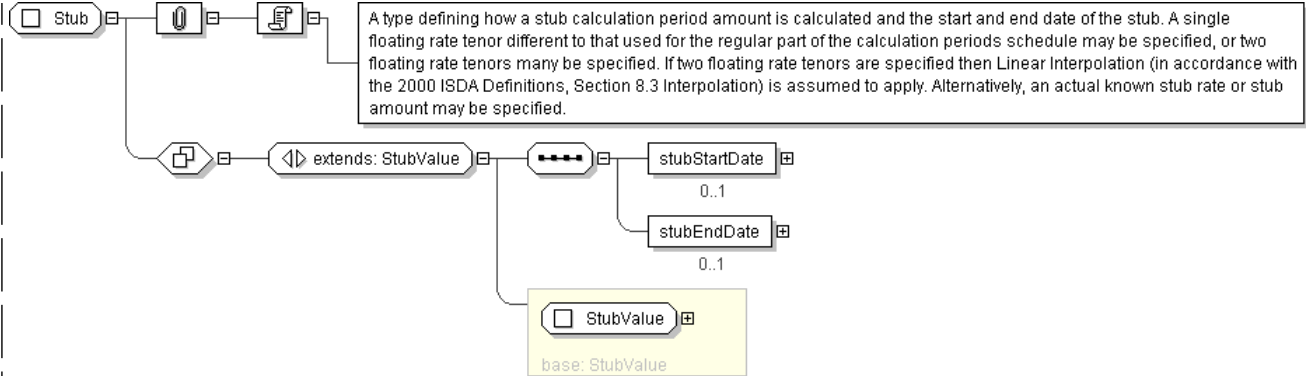 Stub
A type defining how a stub calculation period amount is calculated and the start and end date of the stub. A single
floating rate tenor different to that used for the regular part of the calculation periods schedule may be specified, or two
floating rate tenors many be specified. If two floating rate tenors are specified then Linear Interpolation (in accordance with
the 2000 ISDA Definitions, Section 8.3 Interpolation) is assumed to apply. Alternatively, an actual known stub rate or stub
amount may be specified.
extends: StubValue
stubStartDate
0..1
stubEndDate
0..1
StubValue
base: StubValue